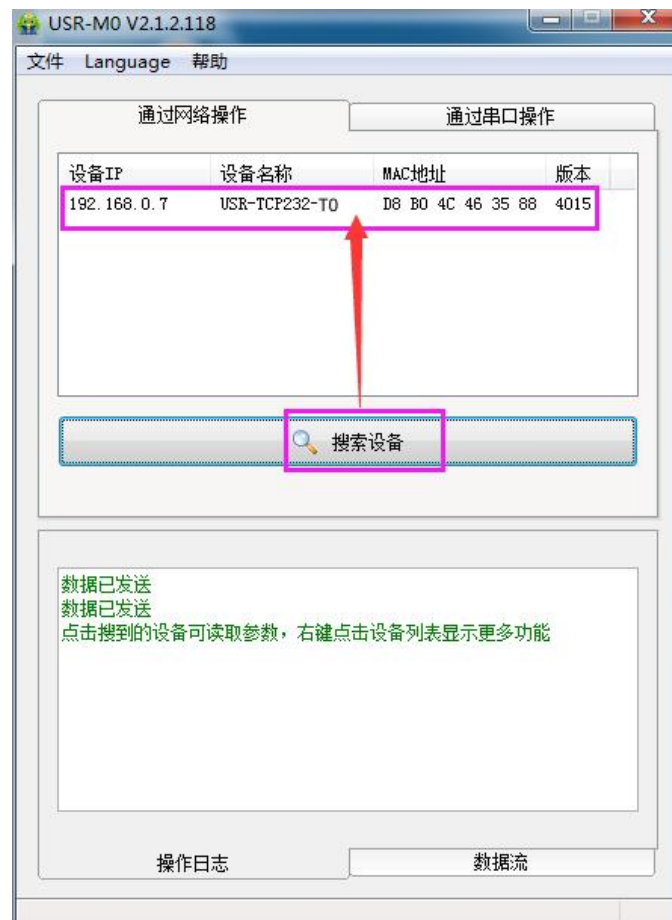 USR-M0 V2.1.2.118
文件 Language 帮助
通过网络操作 通过串口操作
设备IP 设备名称 MAC地址 版本
192.168.0.7 USR-TCP232-T0 D8 B0 4C 46 35 88 4015
搜索设备
数据已发送
数据已发送
点击搜到的设备可读取参数，右键点击设备列表显示更多功能
操作日志 数据流